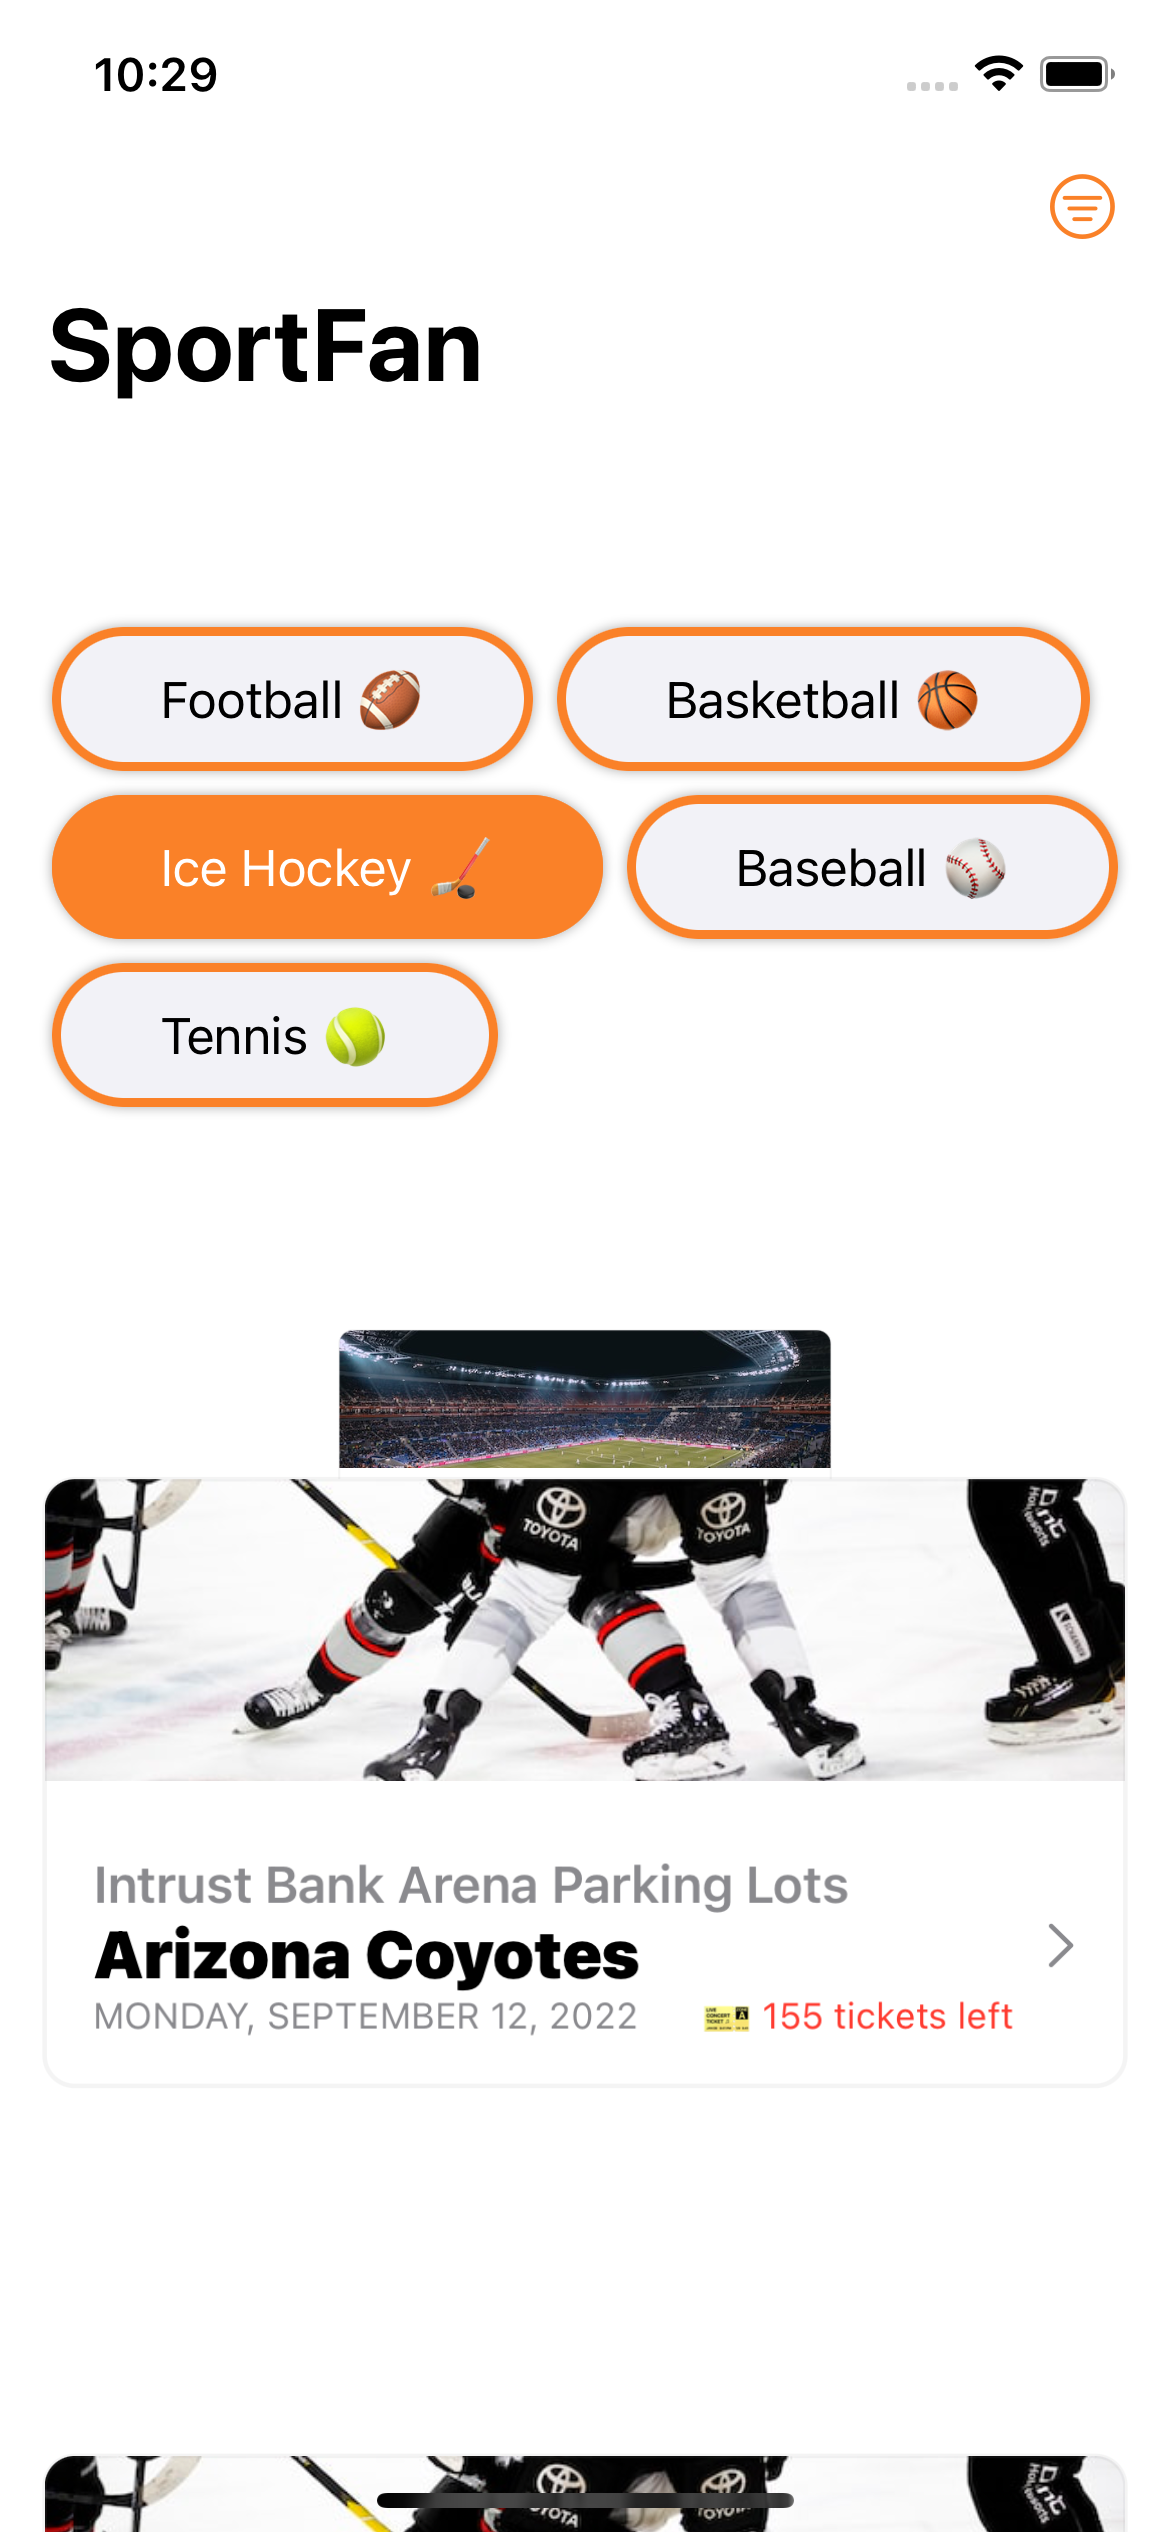 10:29
SportFan
Football 🏈
Basketball 🏀
Ice Hockey 🏒
Baseball ⚾
Tennis 🎾
TOYOTA
TOYOTA
Intrust Bank Arena Parking Lots
Arizona Coyotes
MONDAY, SEPTEMBER 12, 2022
155 tickets left